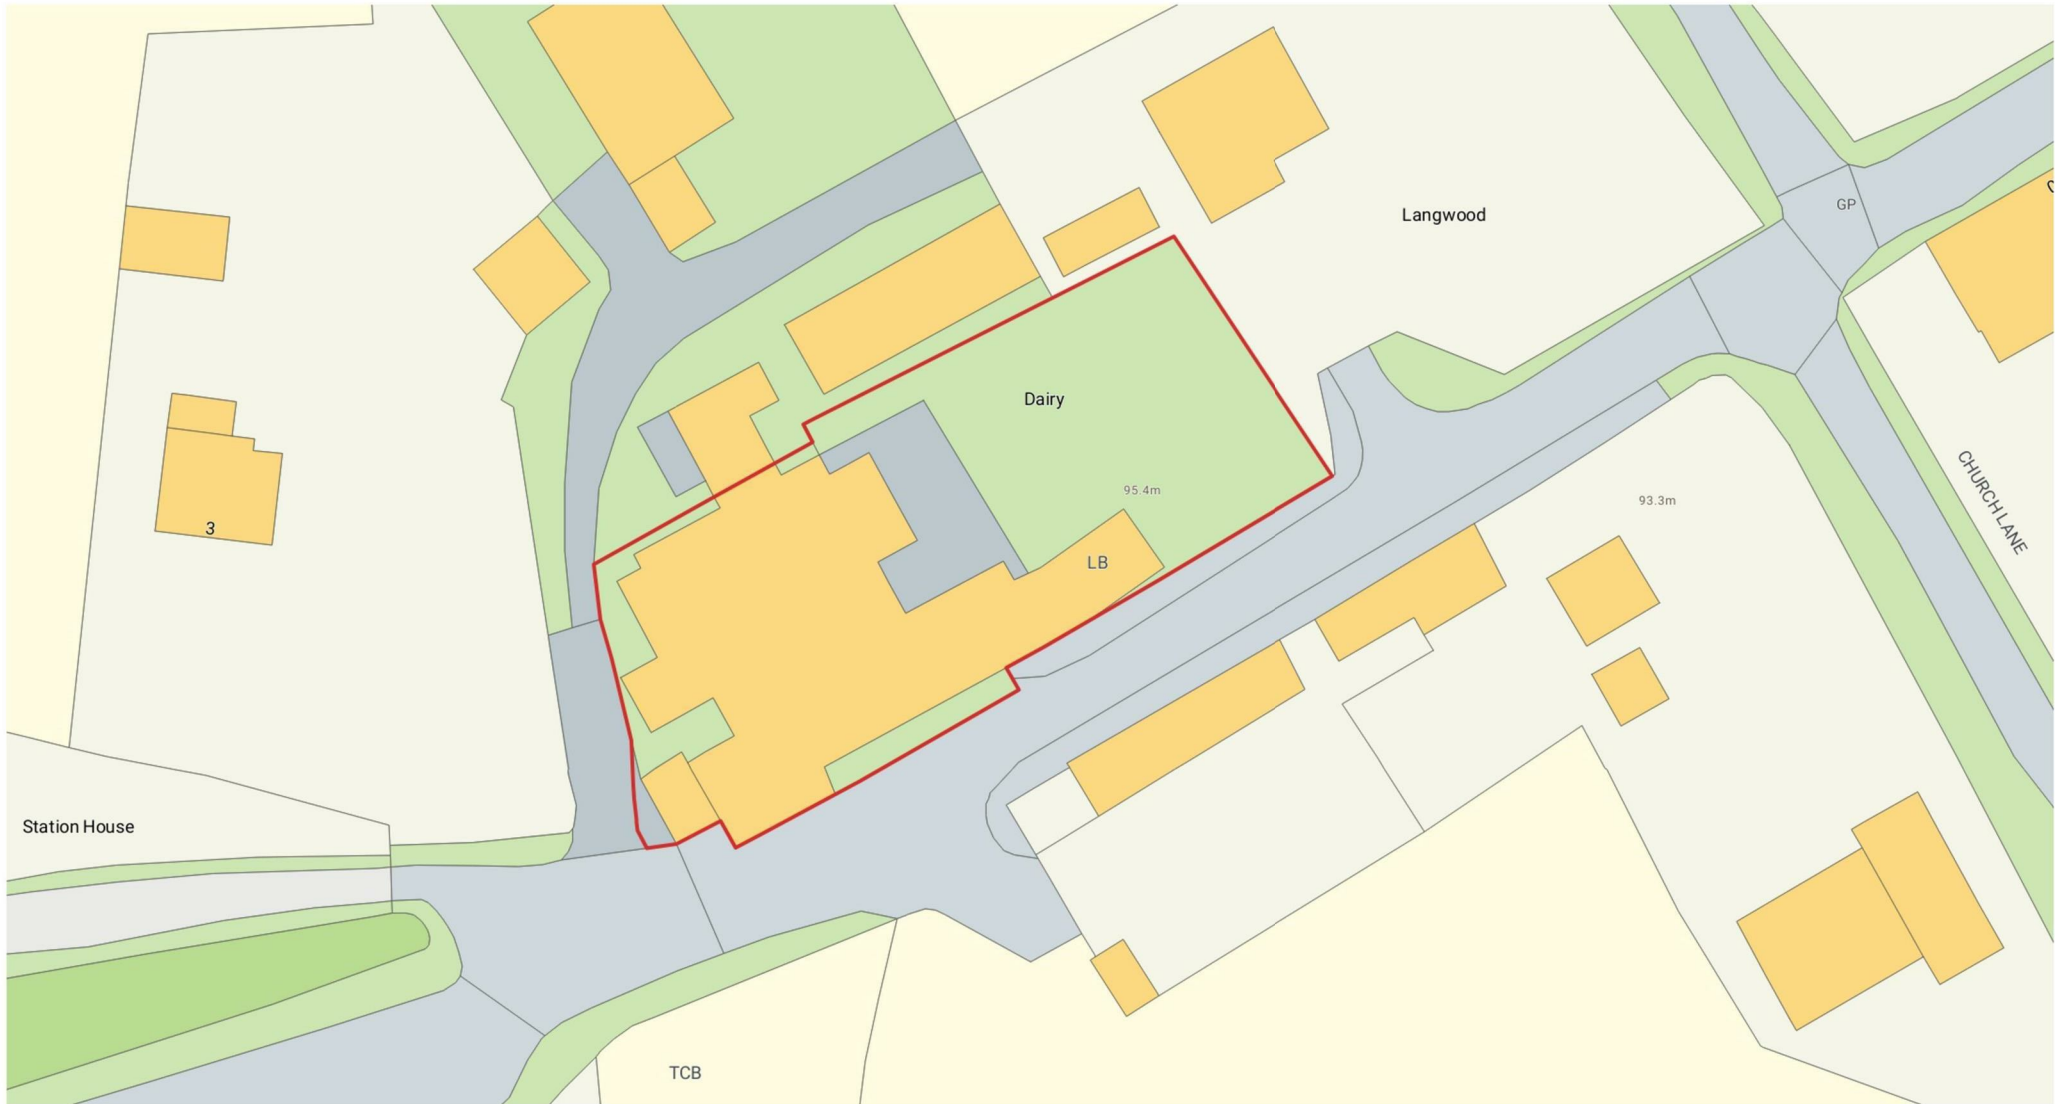 GP
Langwood
Dairy
95.4m
93.3m
CHURCH LANE
3
LB
Station House
TCB